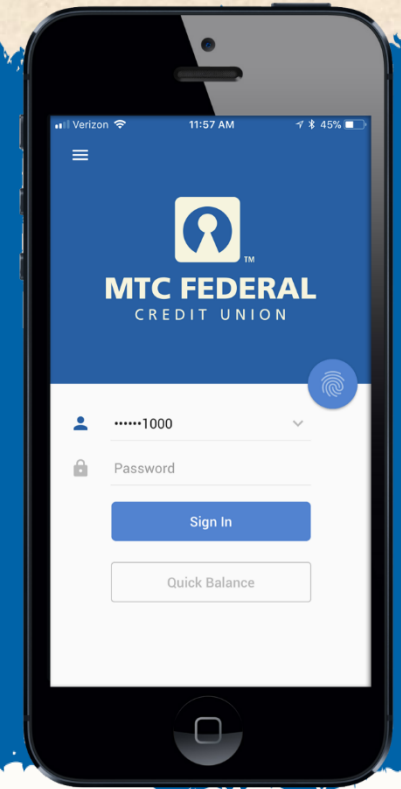 Verizon 11:57 AM 45%
TM
MTC FEDERAL
CREDIT UNION
••••••1000
Password
Sign In
Quick Balance